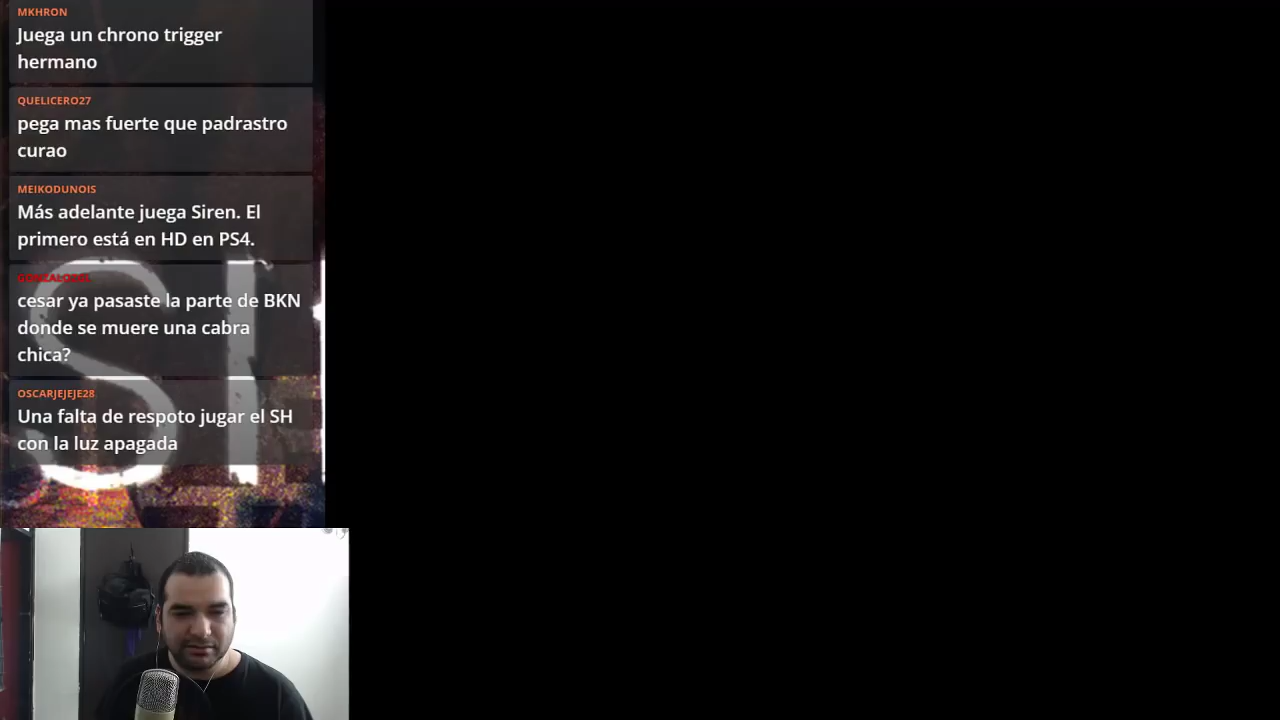 MKHRON
Juega un chrono trigger
hermano
QUELICERO27
pega mas fuerte que padrastro
curao
MEIKODUNOIS
Más adelante juega Siren. El
primero está en HD en PS4.
cesar ya pasaste la parte de BKN
donde se muere una cabra
chica?
OSCARJEJEJE28
Una falta de respoto jugar el SH
con la luz apagada